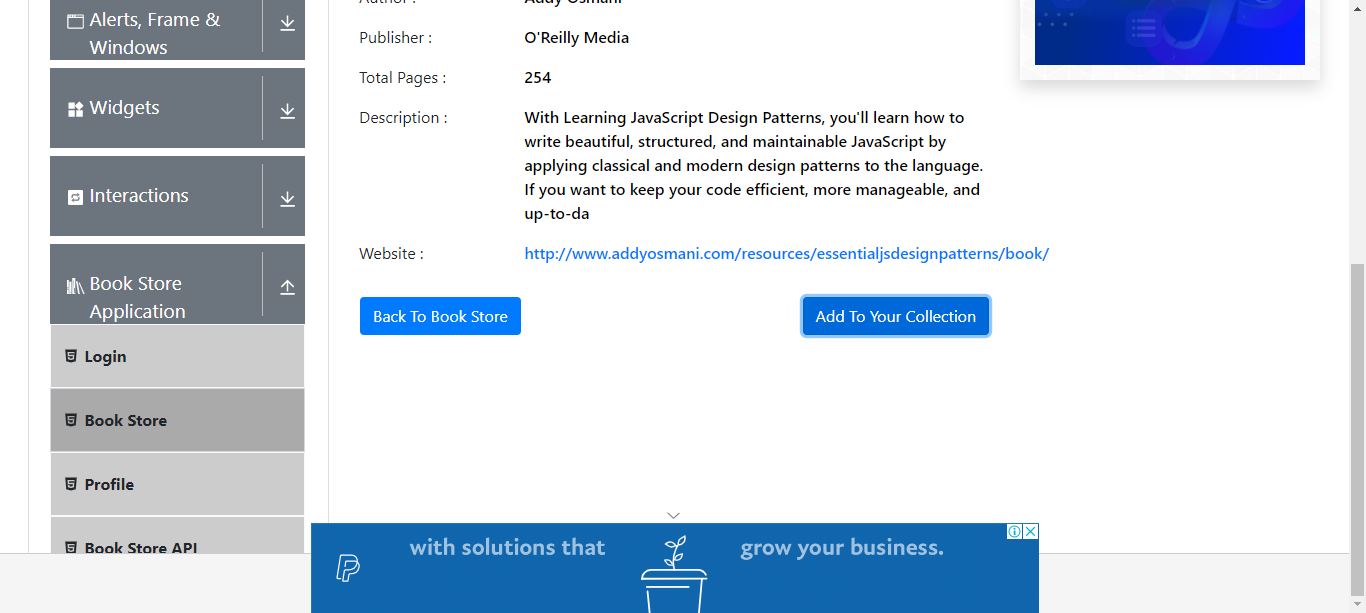 Alerts, Frame &
Windows
Widgets
Interactions
Book Store
Application
Login
Book Store
Profile
Book Store API
Author : Addy Osmani
Publisher : O'Reilly Media
Total Pages : 254
Description : With Learning JavaScript Design Patterns, you'll learn how to
write beautiful, structured, and maintainable JavaScript by
applying classical and modern design patterns to the language.
If you want to keep your code efficient, more manageable, and
up-to-da
Website : http://www.addyosmani.com/resources/essentialjsdesignpatterns/book/
Back To Book Store
Add To Your Collection
with solutions that grow your business.